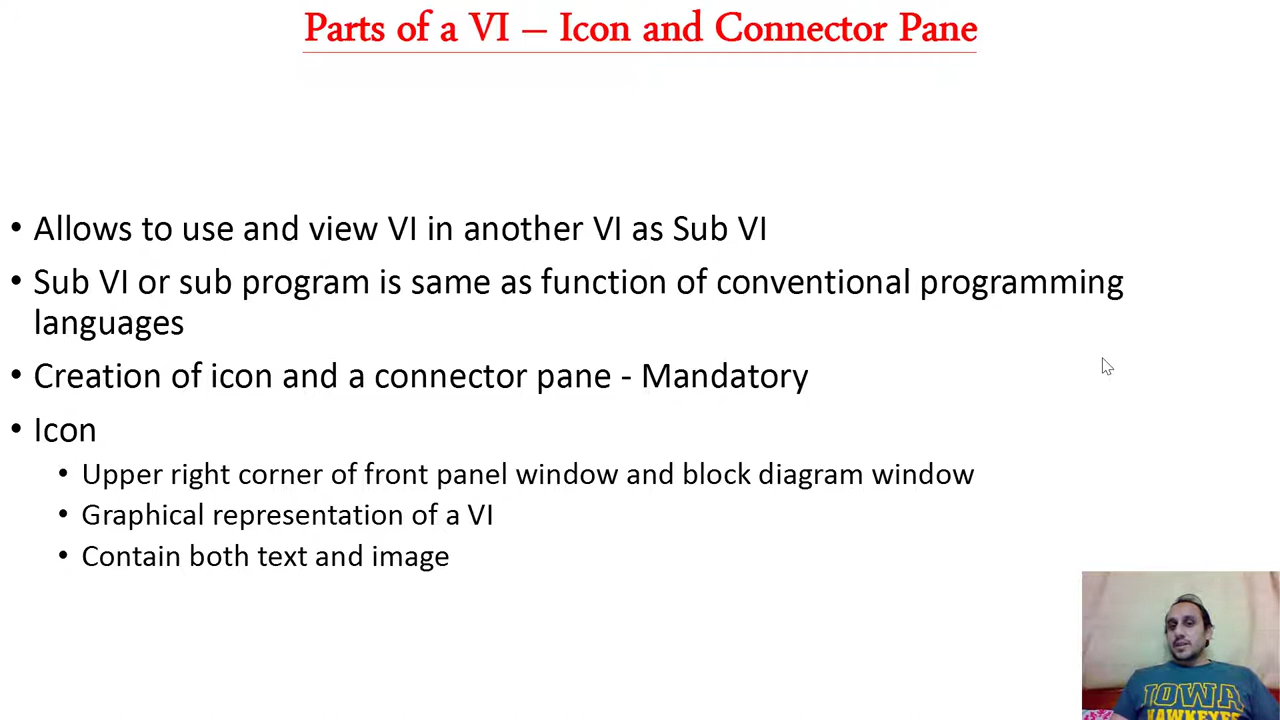 Parts of a VI – Icon and Connector Pane
• Allows to use and view VI in another VI as Sub VI
• Sub VI or sub program is same as function of conventional programming
languages
• Creation of icon and a connector pane - Mandatory
• Icon
• Upper right corner of front panel window and block diagram window
• Graphical representation of a VI
• Contain both text and image
IOWA
HAWKEYES